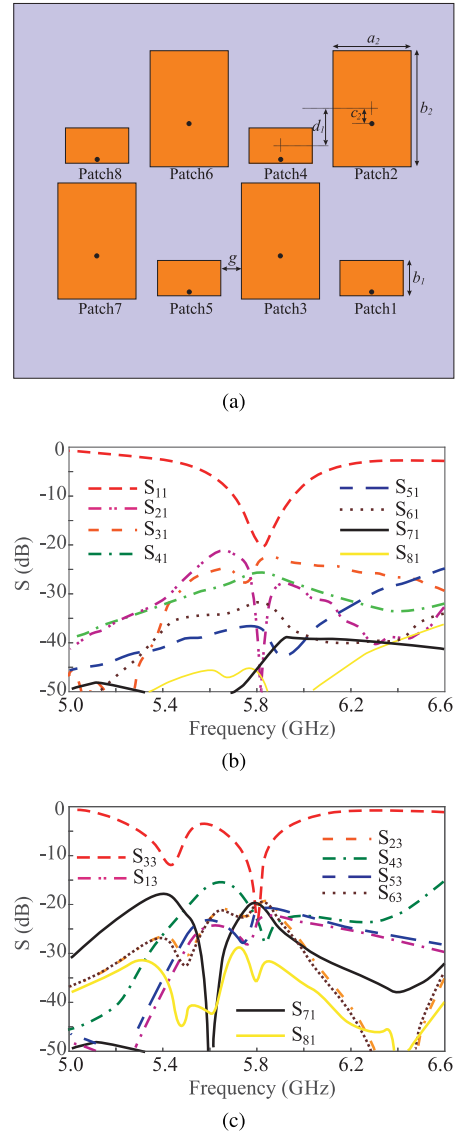 a₂
b₂
c₂
d₁
Patch8
Patch6
Patch4
Patch2
g
b₁
Patch7
Patch5
Patch3
Patch1
(a)
0
-10
-20
-30
-40
-50
S (dB)
S₁₁
S₂₁
S₃₁
S₄₁
S₅₁
S₆₁
S₇₁
S₈₁
5.0 5.4 5.8 6.2 6.6
Frequency (GHz)
(b)
0
-10
-20
-30
-40
-50
S (dB)
S₃₃
S₁₃
S₂₃
S₄₃
S₅₃
S₆₃
S₇₁
S₈₁
5.0 5.4 5.8 6.2 6.6
Frequency (GHz)
(c)